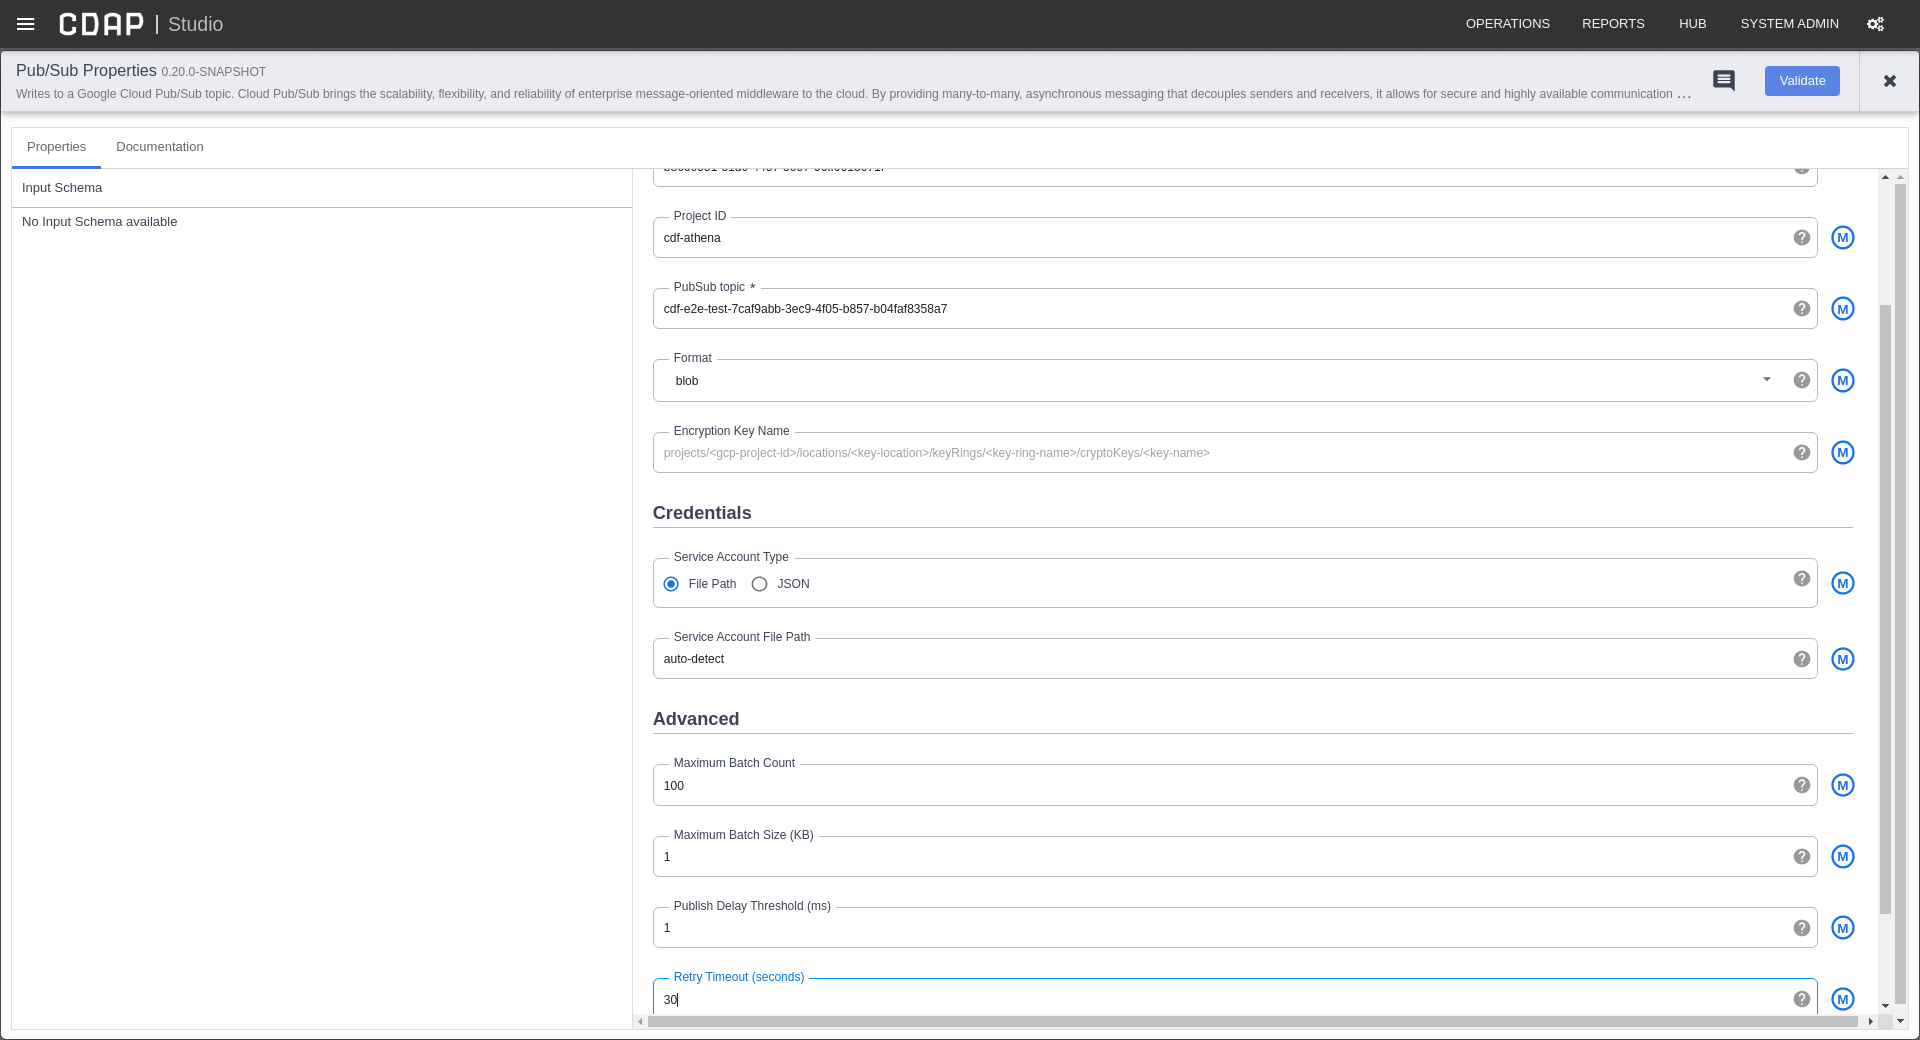 CDAP | Studio
OPERATIONS REPORTS HUB SYSTEM ADMIN
Pub/Sub Properties 0.20.0-SNAPSHOT
Writes to a Google Cloud Pub/Sub topic. Cloud Pub/Sub brings the scalability, flexibility, and reliability of enterprise message-oriented middleware to the cloud. By providing many-to-many, asynchronous messaging that decouples senders and receivers, it allows for secure and highly available communication ...
Validate
Properties Documentation
Input Schema
No Input Schema available
Project ID
cdf-athena
M
PubSub topic *
cdf-e2e-test-7caf9abb-3ec9-4f05-b857-b04faf8358a7
M
Format
blob
M
Encryption Key Name
projects/<gcp-project-id>/locations/<key-location>/keyRings/<key-ring-name>/cryptoKeys/<key-name>
M
Credentials
Service Account Type
File Path JSON
M
Service Account File Path
auto-detect
M
Advanced
Maximum Batch Count
100
M
Maximum Batch Size (KB)
1
M
Publish Delay Threshold (ms)
1
M
Retry Timeout (seconds)
30
M